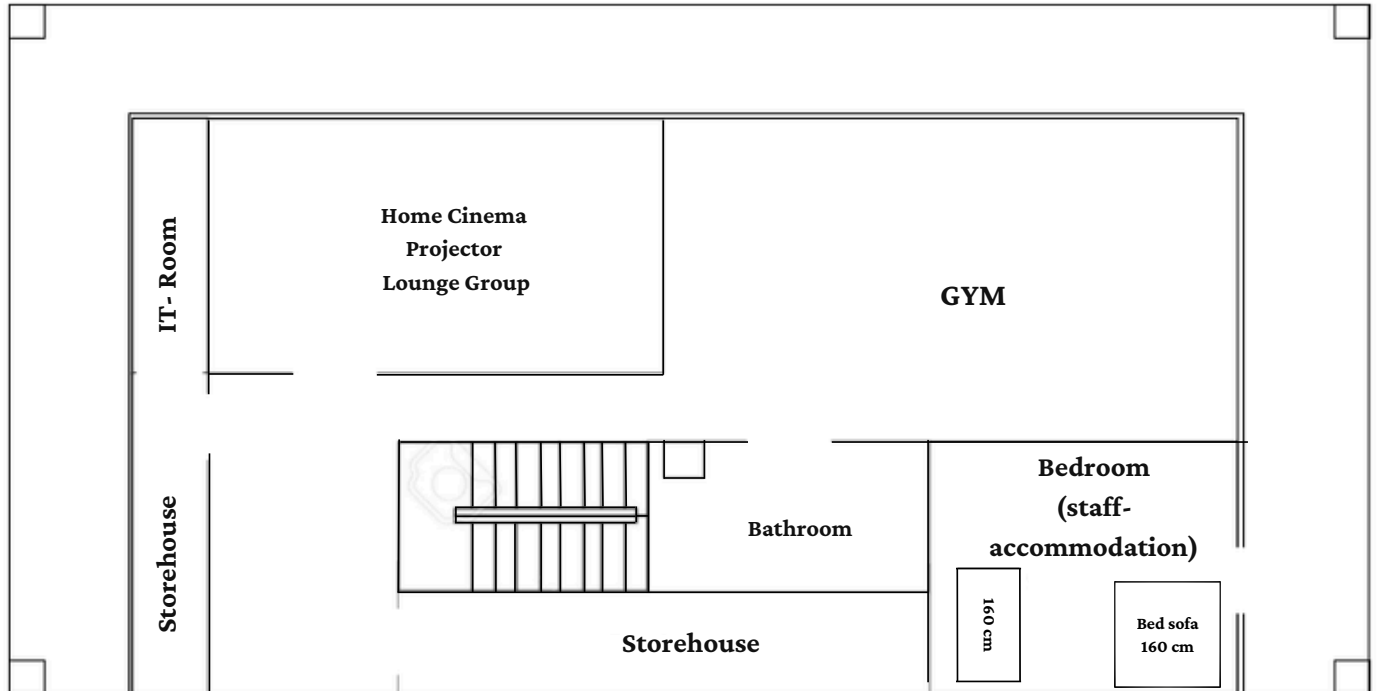 Home Cinema
Projector
Lounge Group
IT- Room
GYM
Storehouse
Bathroom
Bedroom
(staff-
accommodation)
160 cm
Bed sofa
160 cm
Storehouse